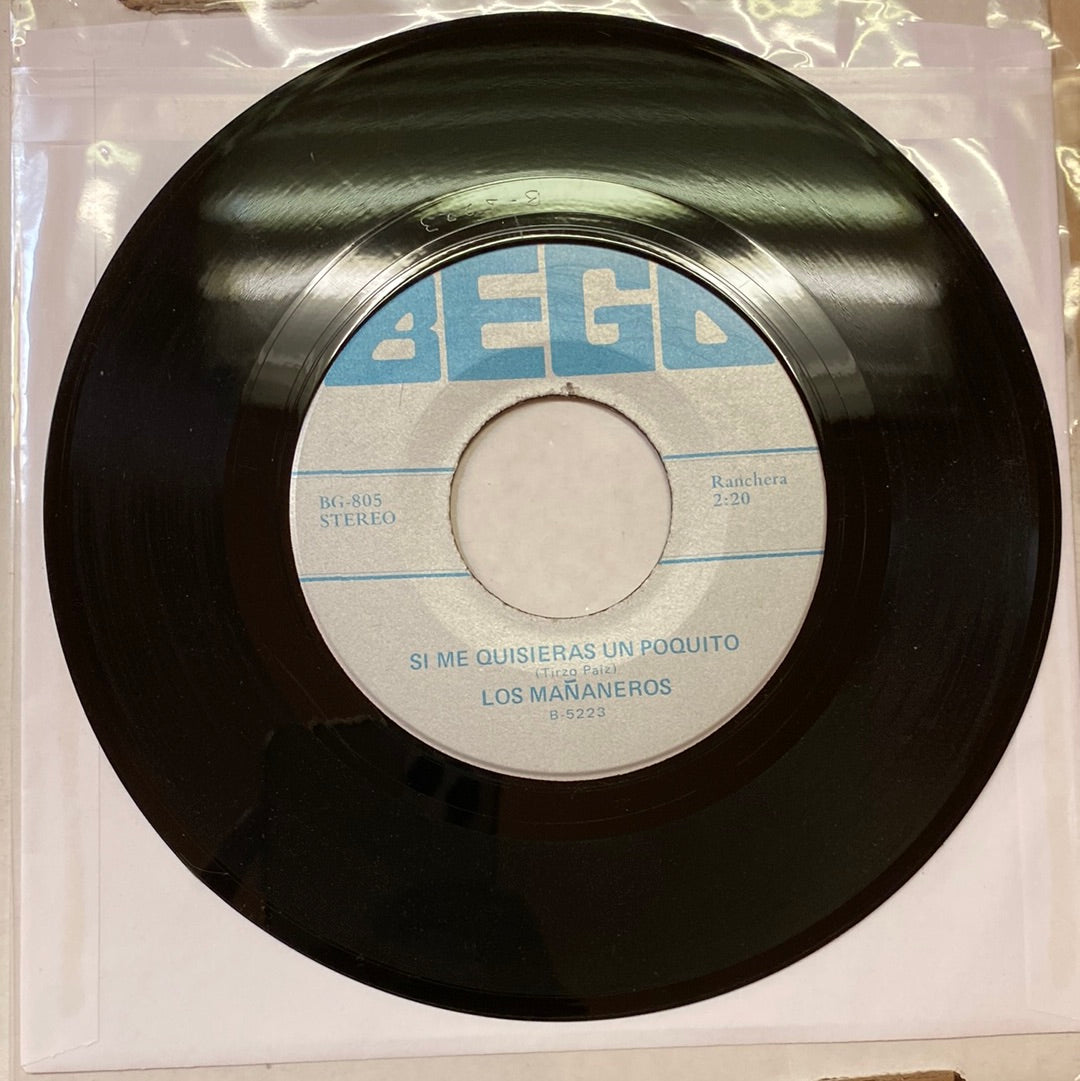 BEGO
BG-805
STEREO
Ranchera
2:20
SI ME QUISIERAS UN POQUITO
(Tirzo Paiz)
LOS MAÑANEROS
B-5223